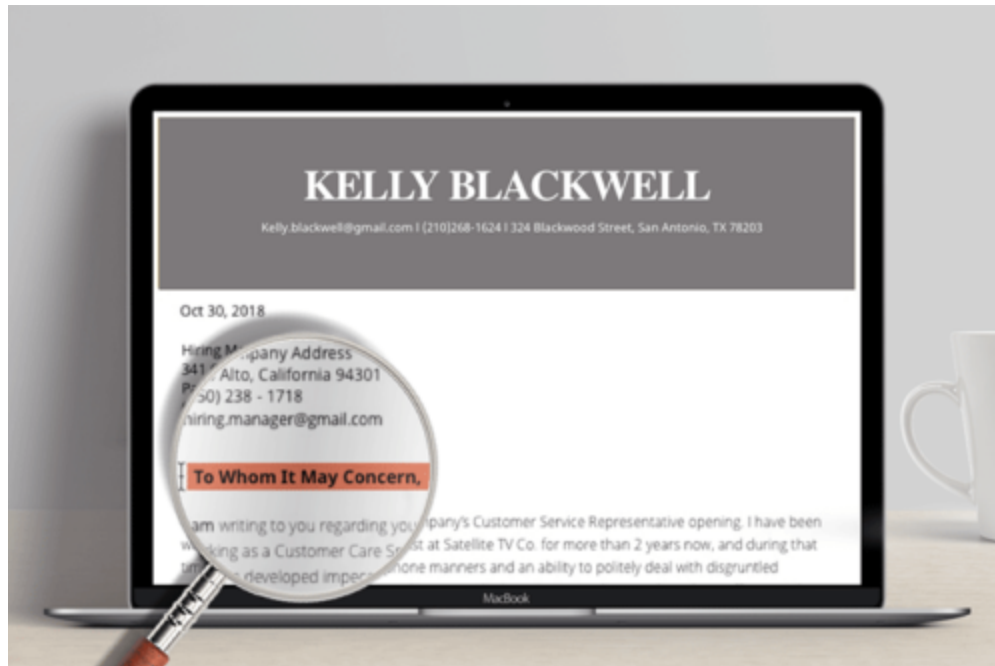 KELLY BLACKWELL
Kelly.blackwell@gmail.com I (210)268-1624 I 324 Blackwood Street, San Antonio, TX 78203
Oct 30, 2018
Hiring Address
341 Alto, California 94301
238 - 1718
hiring.manager@gmail.com
To Whom It May Concern,
am writing to you regarding Customer Service Representative opening. I have been
as a Customer Care at Satellite TV Co. for more than 2 years now, and during that
developed manners and an ability to politely deal with disgruntled
MacBook